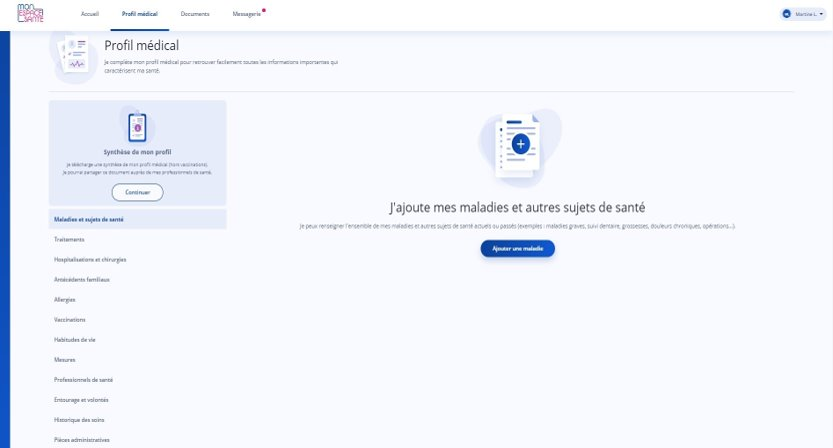 mon
ESPACE
SANTÉ
Accueil
Profil médical
Documents
Messagerie
Martine L.
Profil médical
Je complète mon profil médical pour retrouver facilement toutes les informations importantes qui
caractérisent ma santé.
Synthèse de mon profil
Je télécharge une synthèse de mon profil médical (hors vaccinations).
Je pourrai partager ce document auprès de mes professionnels de santé.
Continuer
Maladies et sujets de santé
Traitements
Hospitalisations et chirurgies
Antécédents familiaux
Allergies
Vaccinations
Habitudes de vie
Mesures
Professionnels de santé
Entourage et volontés
Historique des soins
Pièces administratives
J'ajoute mes maladies et autres sujets de santé
Je peux renseigner l'ensemble de mes maladies et autres sujets de santé actuels ou passés (exemples : maladies graves, suivi dentaire, grossesses, douleurs chroniques, opérations...).
Ajouter une maladie